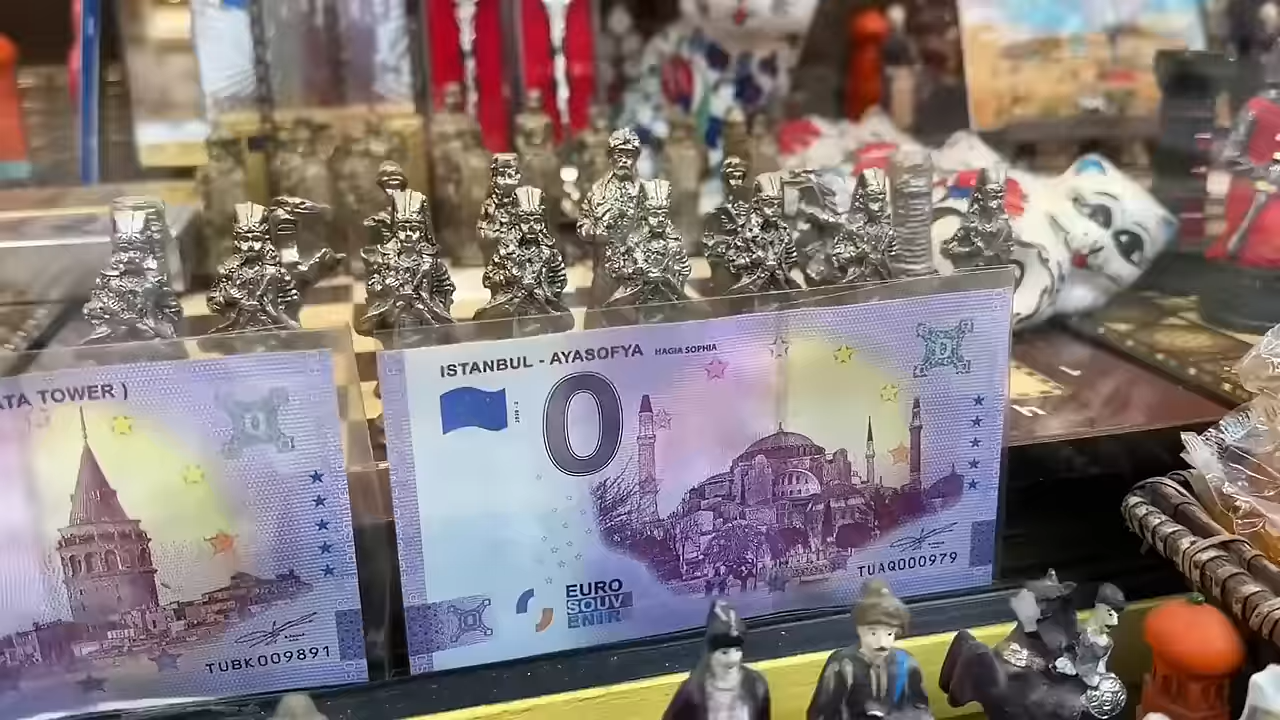 ATA TOWER )
TUBK009891
ISTANBUL - AYASOFYA HAGIA SOPHIA
0
EURO
SOUV
ENIR
TUAQ000979